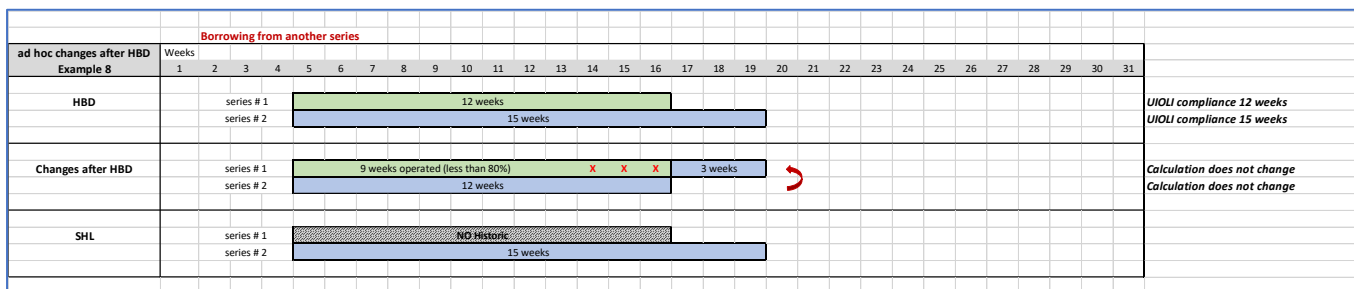 Borrowing from another series
ad hoc changes after HBD Weeks
Example 8 1 2 3 4 5 6 7 8 9 10 11 12 13 14 15 16 17 18 19 20 21 22 23 24 25 26 27 28 29 30 31
HBD series # 1 12 weeks UIOLI compliance 12 weeks
series # 2 15 weeks UIOLI compliance 15 weeks
Changes after HBD series # 1 9 weeks operated (less than 80%) X X X 3 weeks Calculation does not change
series # 2 12 weeks Calculation does not change
SHL series # 1 NO Historic
series # 2 15 weeks